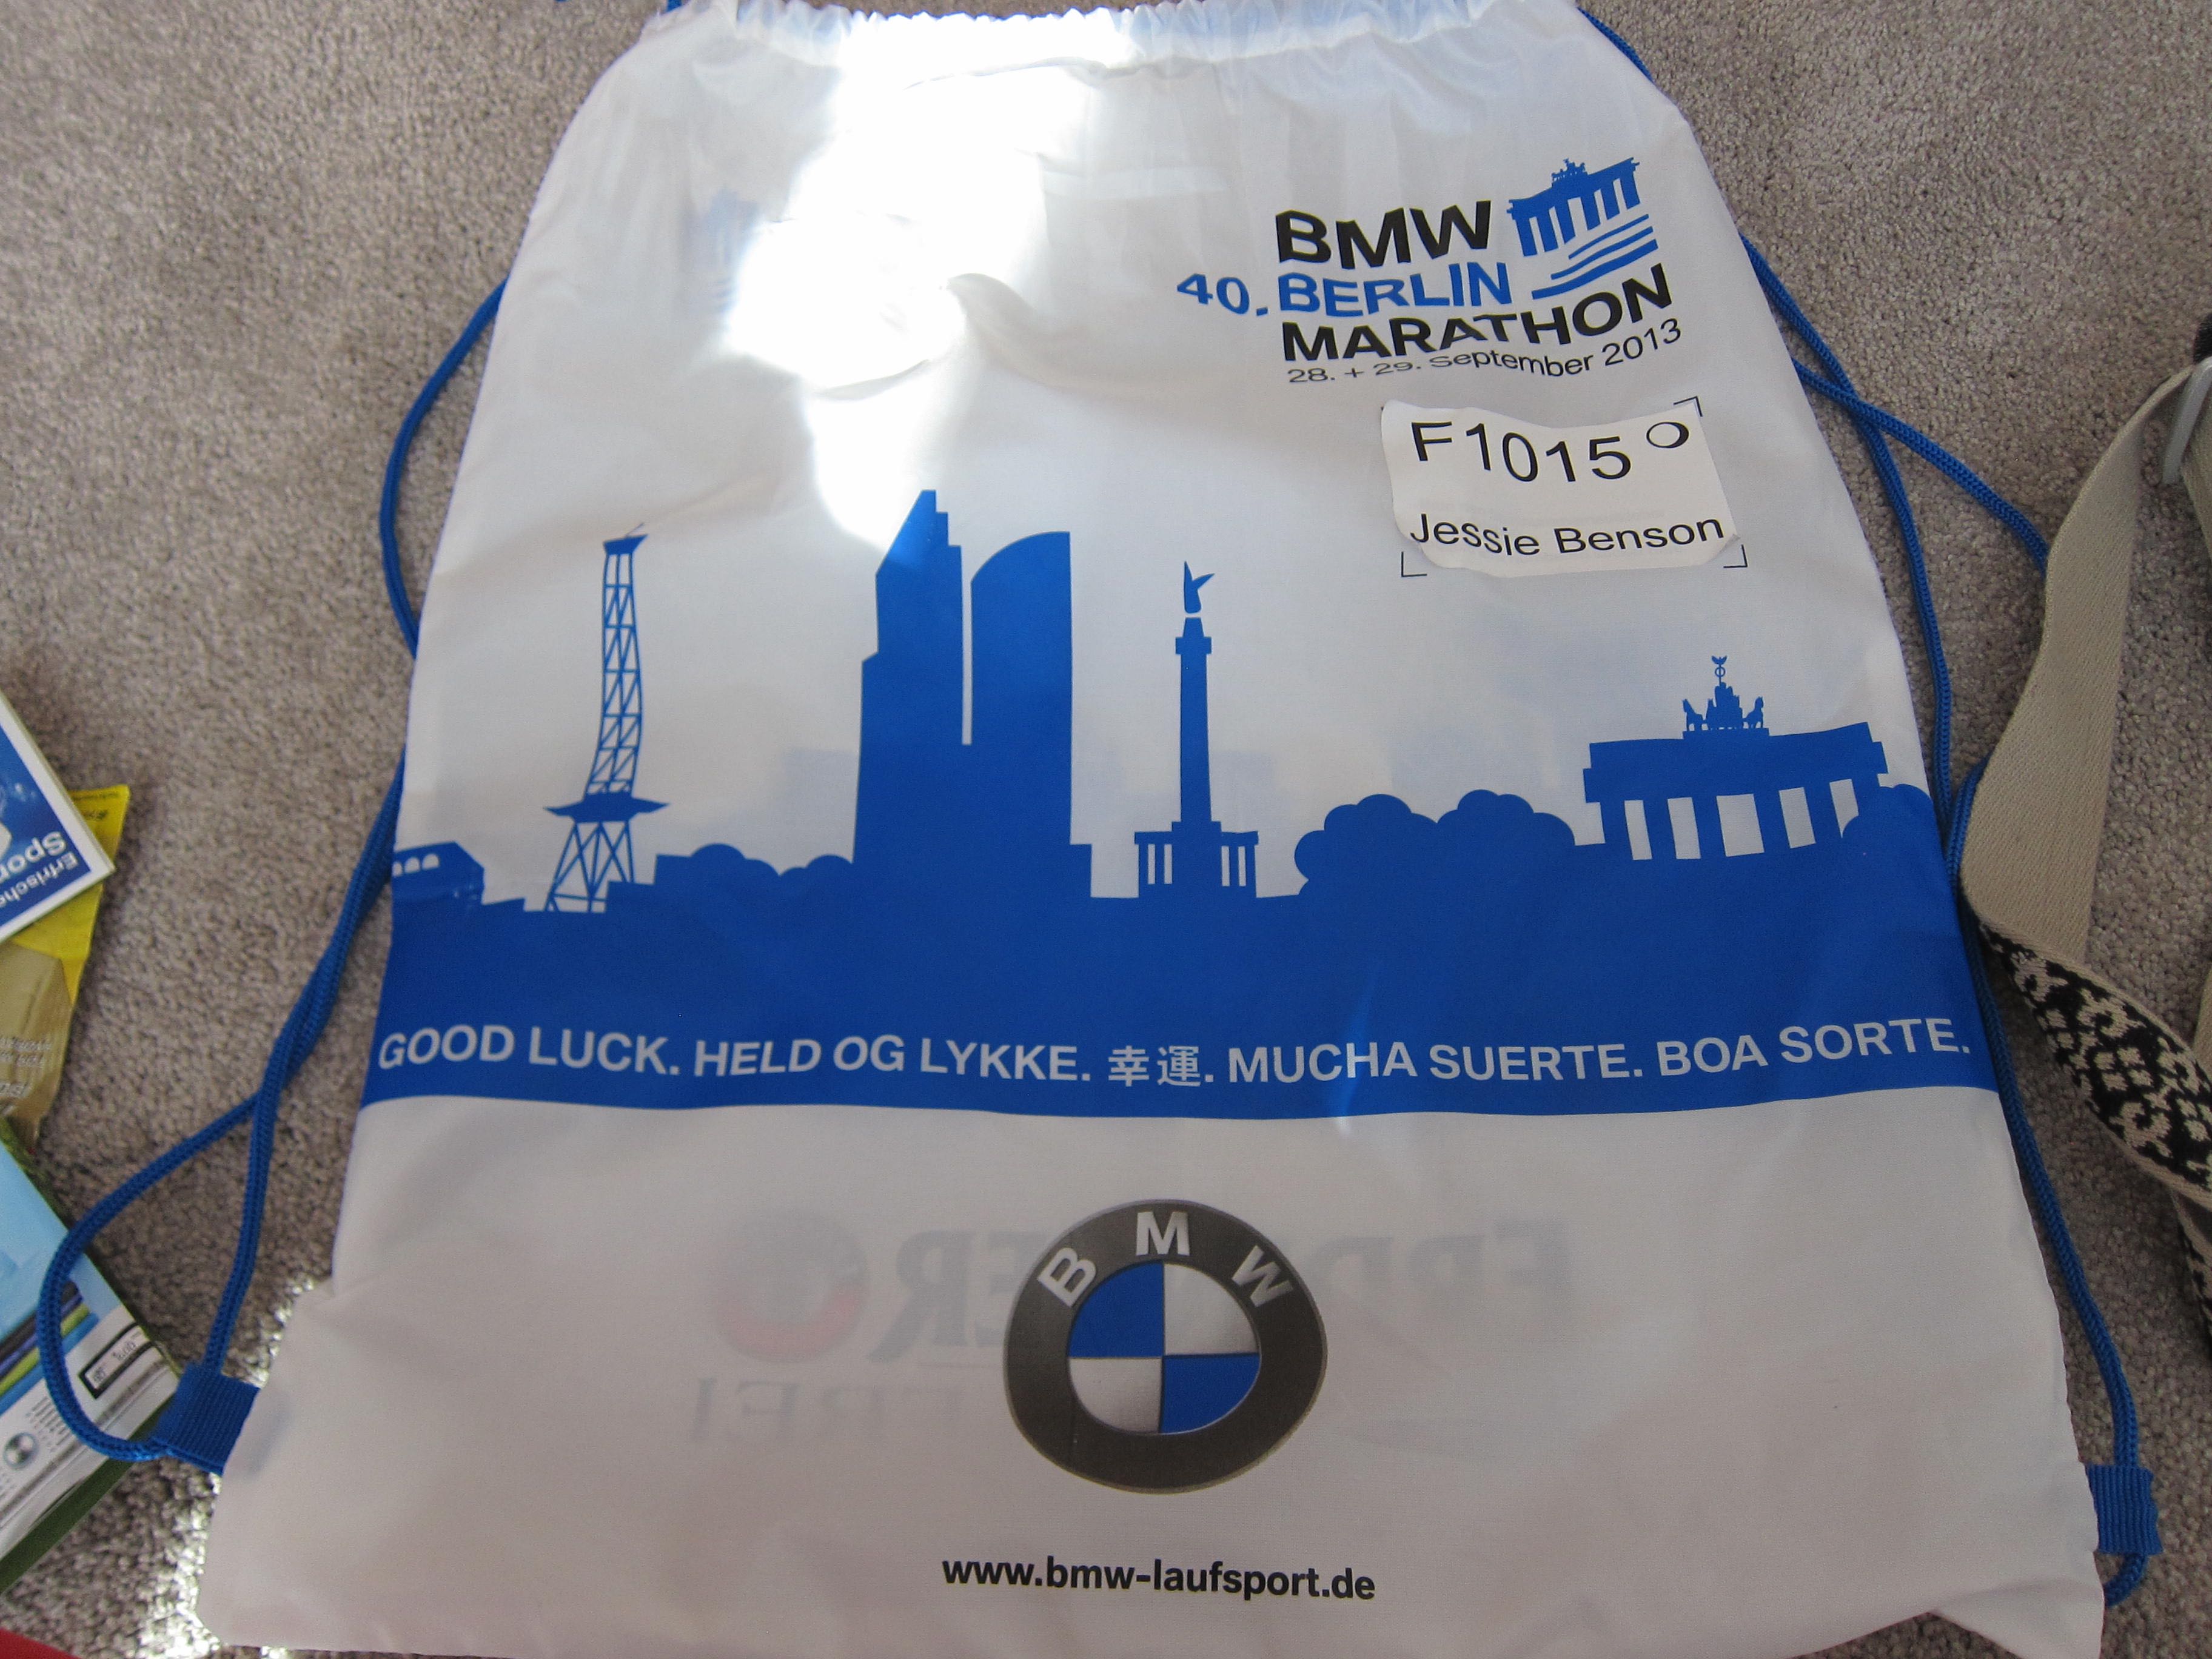 BMW
40. BERLIN
MARATHON
28. + 29. September 2013
F1015
Jessie Benson
GOOD LUCK. HELD OG LYKKE. 幸運. MUCHA SUERTE. BOA SORTE.
BMW
www.bmw-laufsport.de